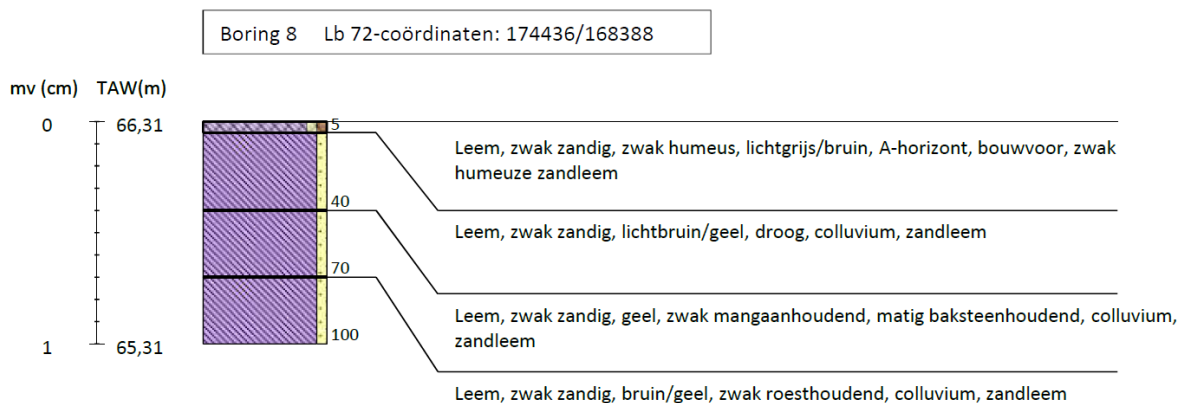 Boring 8 Lb 72-coördinaten: 174436/168388
mv (cm) TAW(m)
0 66,31
5
Leem, zwak zandig, zwak humeus, lichtgrijs/bruin, A-horizont, bouwvoor, zwak
humeuze zandleem
40
Leem, zwak zandig, lichtbruin/geel, droog, colluvium, zandleem
70
Leem, zwak zandig, geel, zwak mangaanhoudend, matig baksteenhoudend, colluvium,
zandleem
100
1 65,31
Leem, zwak zandig, bruin/geel, zwak roesthoudend, colluvium, zandleem